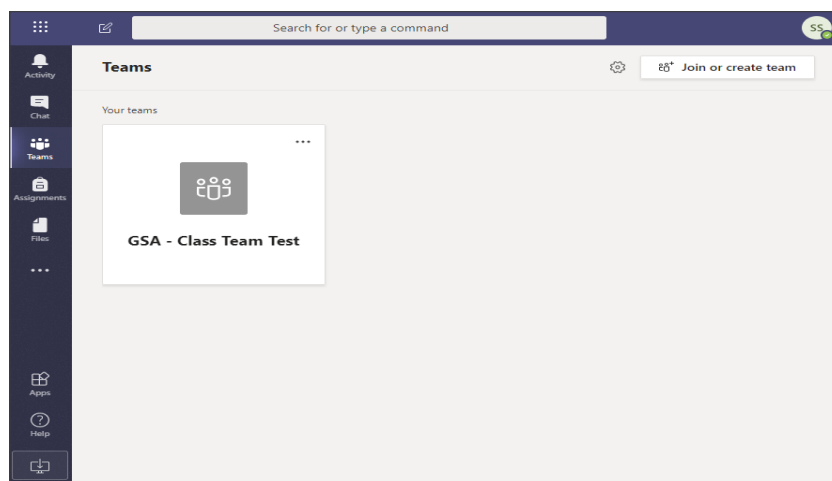 Search for or type a command
SS
Activity
Chat
Teams
Assignments
Files
Apps
Help
Teams
Join or create team
Your teams
GSA - Class Team Test